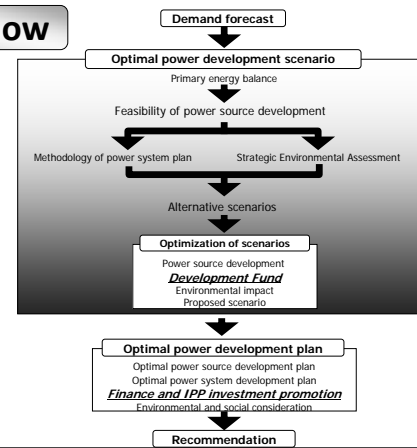 ow
Demand forecast
Optimal power development scenario
Primary energy balance
Feasibility of power source development
Methodology of power system plan Strategic Environmental Assessment
Alternative scenarios
Optimization of scenarios
Power source development
Development Fund
Environmental impact
Proposed scenario
Optimal power development plan
Optimal power source development plan
Optimal power system development plan
Finance and IPP investment promotion
Environmental and social consideration
Recommendation